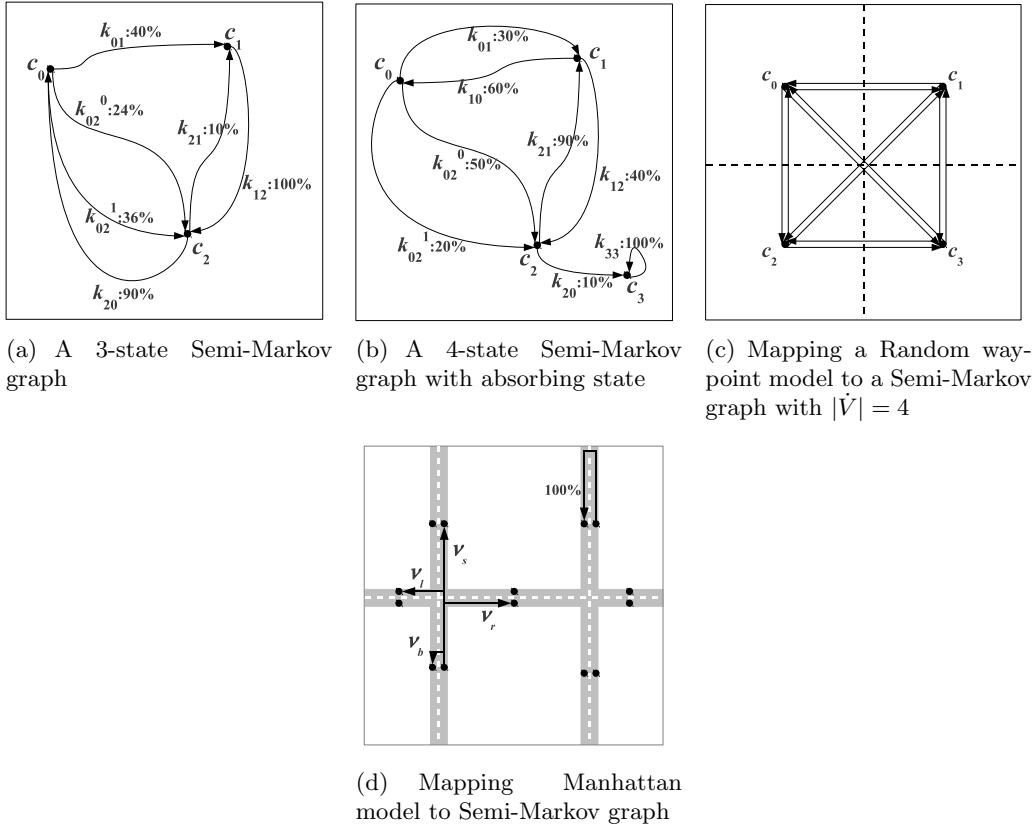 k01:40%
c1
c0
k02^0:24%
k21:10%
k12:100%
k02^1:36%
c2
k20:90%
k01:30%
c1
c0
k10:60%
k21:90%
k02^0:50%
k12:40%
k02^1:20%
c2
k33:100%
k20:10%
c3
c0
c1
c2
c3
(a) A 3-state Semi-Markov
graph
(b) A 4-state Semi-Markov
graph with absorbing state
(c) Mapping a Random way-
point model to a Semi-Markov
graph with |V̇| = 4
100%
νs
νl
νr
νb
(d) Mapping Manhattan
model to Semi-Markov graph